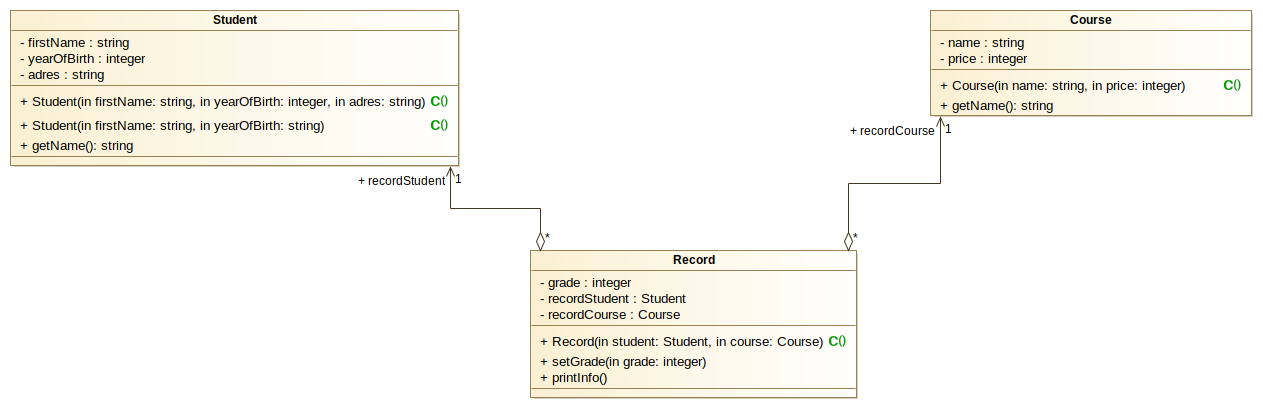 Student
- firstName : string
- yearOfBirth : integer
- adres : string
+ Student(in firstName: string, in yearOfBirth: integer, in adres: string) C()
+ Student(in firstName: string, in yearOfBirth: string) C()
+ getName(): string
Course
- name : string
- price : integer
+ Course(in name: string, in price: integer) C()
+ getName(): string
+ recordCourse 1
+ recordStudent 1
*
*
Record
- grade : integer
- recordStudent : Student
- recordCourse : Course
+ Record(in student: Student, in course: Course) C()
+ setGrade(in grade: integer)
+ printInfo()